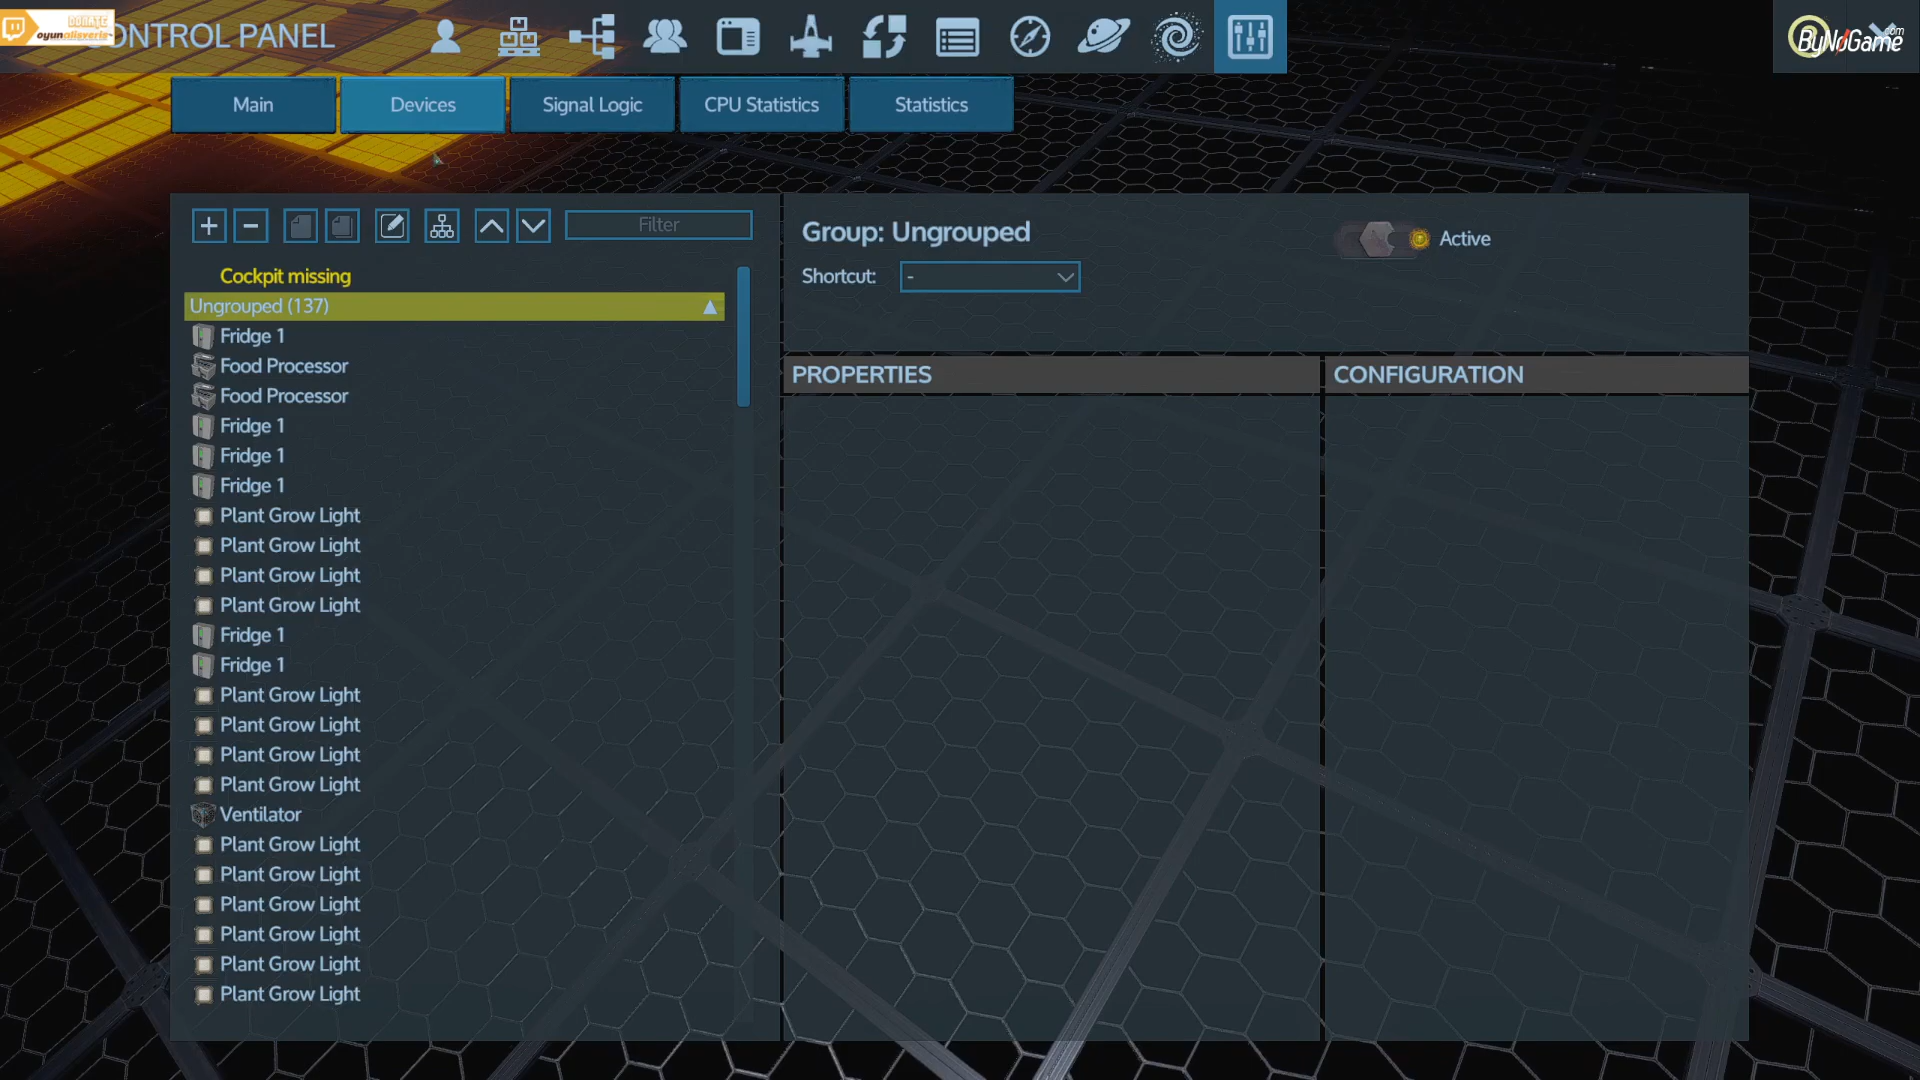 DONATE
oyunalisveris
CONTROL PANEL
ByNoGame
.com
Main
Devices
Signal Logic
CPU Statistics
Statistics
Filter
Cockpit missing
Ungrouped (137)
Fridge 1
Food Processor
Food Processor
Fridge 1
Fridge 1
Fridge 1
Plant Grow Light
Plant Grow Light
Plant Grow Light
Plant Grow Light
Fridge 1
Fridge 1
Plant Grow Light
Plant Grow Light
Plant Grow Light
Plant Grow Light
Ventilator
Plant Grow Light
Plant Grow Light
Plant Grow Light
Plant Grow Light
Plant Grow Light
Plant Grow Light
Group: Ungrouped
Active
Shortcut: -
PROPERTIES
CONFIGURATION